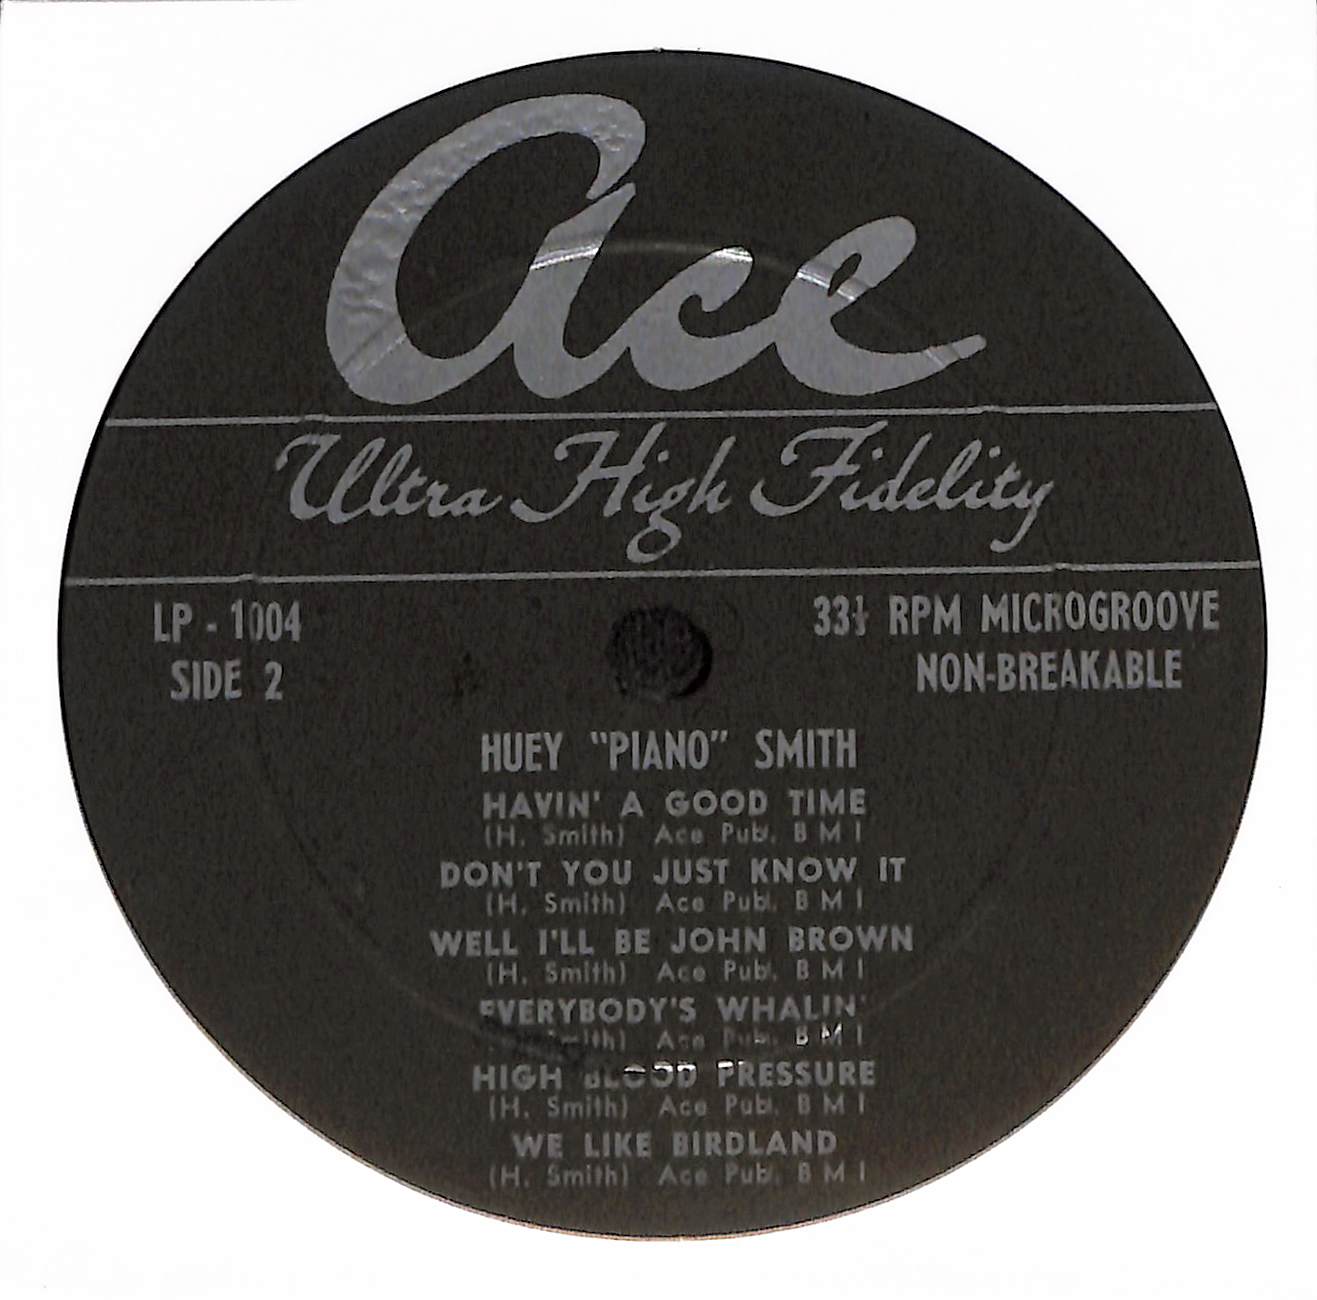 Ace
Ultra High Fidelity
LP - 1004
SIDE 2
33⅓ RPM MICROGROOVE
NON-BREAKABLE
HUEY "PIANO" SMITH
HAVIN' A GOOD TIME
(H. Smith) Ace Pub. B M I
DON'T YOU JUST KNOW IT
(H. Smith) Ace Pub. B M I
WELL I'LL BE JOHN BROWN
(H. Smith) Ace Pub. B M I
EVERYBODY'S WHALIN'
Ace Pub. B M I
HIGH BLOOD PRESSURE
(H. Smith) Ace Pub. B M I
WE LIKE BIRDLAND
(H. Smith) Ace Pub. B M I